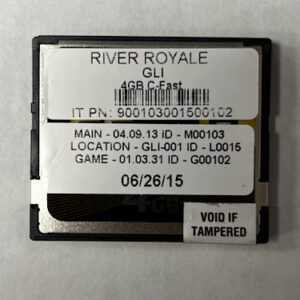 RIVER ROYALE
GLI
4GB C-Fast
IT PN: 900103001500102
MAIN - 04.09.13 ID - M00103
LOCATION - GLI-001 ID - L0015
GAME - 01.03.31 ID - G00102
06/26/15
4GB
VOID IF
TAMPERED